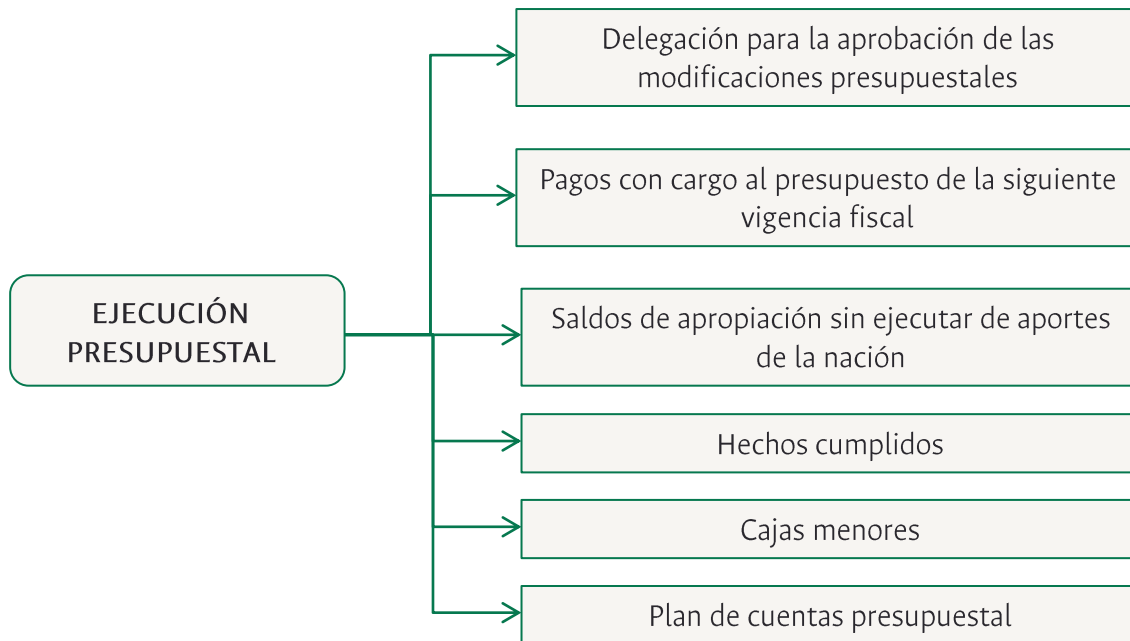 Delegación para la aprobación de las
modificaciones presupuestales
Pagos con cargo al presupuesto de la siguiente
vigencia fiscal
EJECUCIÓN
PRESUPUESTAL
Saldos de apropiación sin ejecutar de aportes
de la nación
Hechos cumplidos
Cajas menores
Plan de cuentas presupuestal